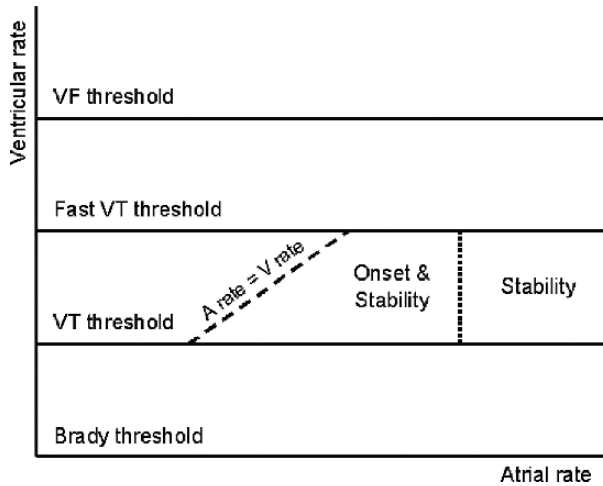 Ventricular rate
VF threshold
Fast VT threshold
A rate = V rate
Onset &
Stability
Stability
VT threshold
Brady threshold
Atrial rate